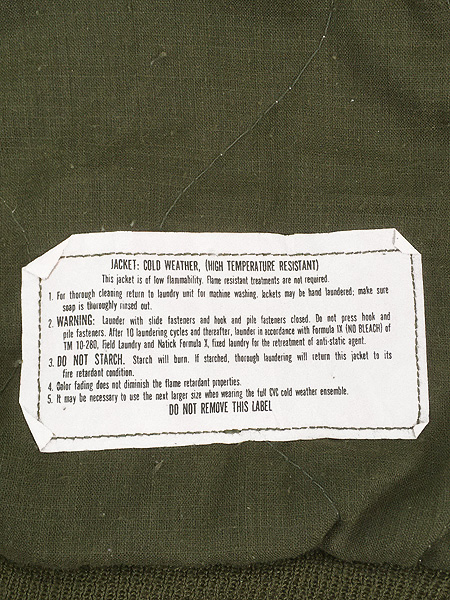 JACKET: COLD WEATHER, (HIGH TEMPERATURE RESISTANT)
This jacket is of low flammability. Flame resistant treatments are not required.
1. For thorough cleaning return to laundry unit for machine washing. Jackets may be hand laundered; make sure
soap is thoroughly rinsed out.
2. WARNING: Launder with slide fasteners and hook and pile fasteners closed. Do not press hook and
pile fasteners. After 10 laundering cycles and thereafter, launder in accordance with Formula IX (NO BLEACH) of
TM 10-280, Field Laundry and Natick Formula X, fixed laundry for the retreatment of anti-static agent.
3. DO NOT STARCH. Starch will burn. If starched, thorough laundering will return this jacket to its
fire retardant condition.
4. Color fading does not diminish the flame retardant properties.
5. It may be necessary to use the next larger size when wearing the full CVC cold weather ensemble.
DO NOT REMOVE THIS LABEL